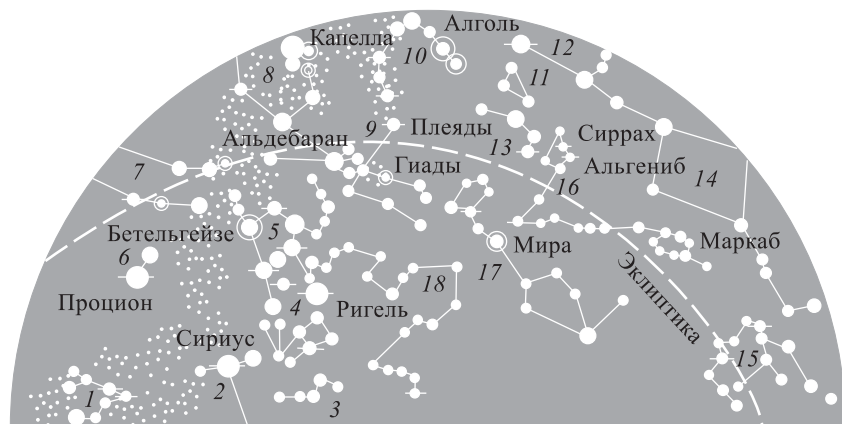 Капелла
Алголь
12
10
11
8
9
Плеяды
Альдебаран
Сиррах
13
Гиады
Альгениб
7
16
14
Бетельгейзе
5
Маркаб
6
Мира
17
Процион
18
4
Ригель
Эклиптика
Сириус
15
2
1
3